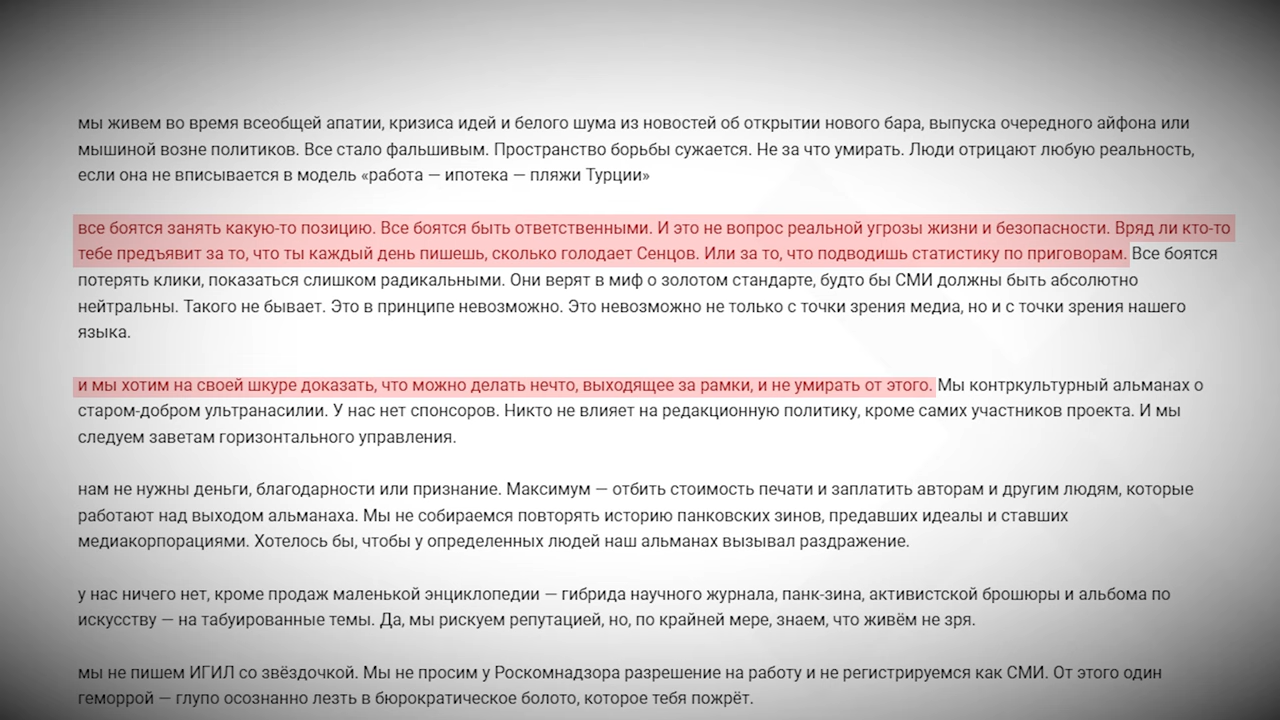 мы живем во время всеобщей апатии, кризиса идей и белого шума из новостей об открытии нового бара, выпуска очередного айфона или
мышиной возне политиков. Все стало фальшивым. Пространство борьбы сужается. Не за что умирать. Люди отрицают любую реальность,
если она не вписывается в модель «работа — ипотека — пляжи Турции»
все боятся занять какую-то позицию. Все боятся быть ответственными. И это не вопрос реальной угрозы жизни и безопасности. Вряд ли кто-то
тебе предъявит за то, что ты каждый день пишешь, сколько голодает Сенцов. Или за то, что подводишь статистику по приговорам. Все боятся
потерять клики, показаться слишком радикальными. Они верят в миф о золотом стандарте, будто бы СМИ должны быть абсолютно
нейтральны. Такого не бывает. Это в принципе невозможно. Это невозможно не только с точки зрения медиа, но и с точки зрения нашего
языка.
и мы хотим на своей шкуре доказать, что можно делать нечто, выходящее за рамки, и не умирать от этого. Мы контркультурный альманах о
старом-добром ультранасилии. У нас нет спонсоров. Никто не влияет на редакционную политику, кроме самих участников проекта. И мы
следуем заветам горизонтального управления.
нам не нужны деньги, благодарности или признание. Максимум — отбить стоимость печати и заплатить авторам и другим людям, которые
работают над выходом альманаха. Мы не собираемся повторять историю панковских зинов, предавших идеалы и ставших
медиакорпорациями. Хотелось бы, чтобы у определенных людей наш альманах вызывал раздражение.
у нас ничего нет, кроме продаж маленькой энциклопедии — гибрида научного журнала, панк-зина, активистской брошюры и альбома по
искусству — на табуированные темы. Да, мы рискуем репутацией, но, по крайней мере, знаем, что живём не зря.
мы не пишем ИГИЛ со звёздочкой. Мы не просим у Роскомнадзора разрешение на работу и не регистрируемся как СМИ. От этого один
геморрой — глупо осознанно лезть в бюрократическое болото, которое тебя пожрёт.